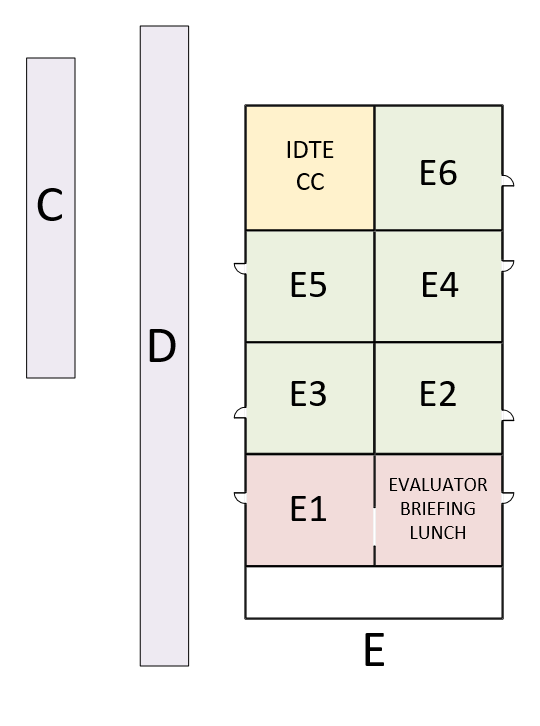 IDTE
CC
E6
C
E5
E4
D
E3
E2
E1
EVALUATOR
BRIEFING
LUNCH
E